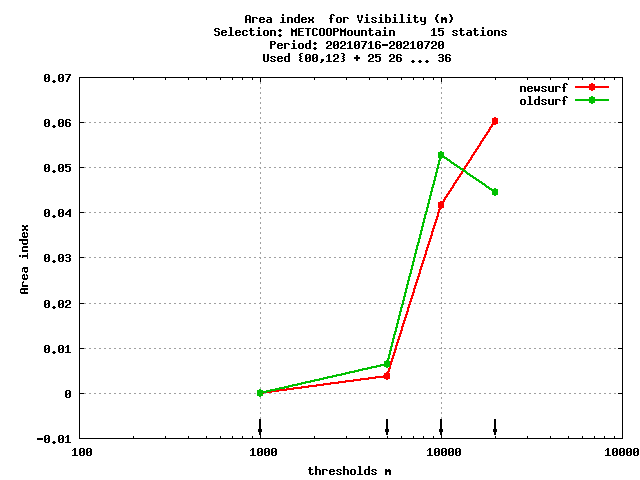 Area index  for Visibility (m)
Selection: METCOOPMountain     15 stations
Period: 20210716-20210720
Used {00,12} + 25 26 ... 36
newsurf
oldsurf
0.07
0.06
0.05
0.04
0.03
0.02
0.01
0
-0.01
Area index
100
1000
10000
10000
thresholds m